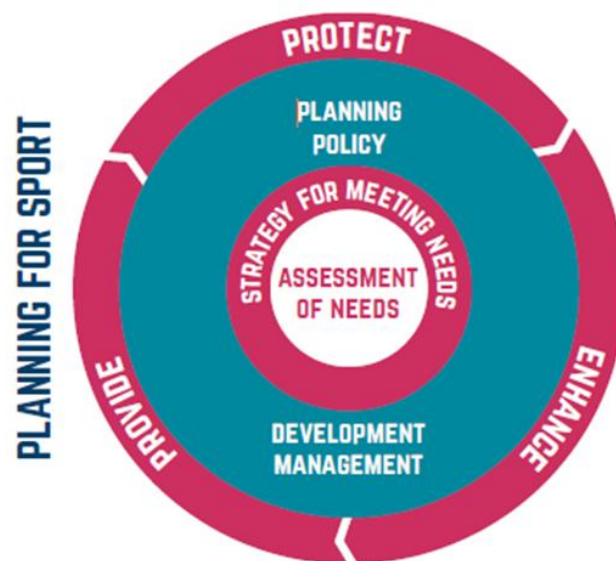 PLANNING FOR SPORT
PROTECT
PLANNING
POLICY
STRATEGY FOR MEETING NEEDS
ASSESSMENT
OF NEEDS
PROVIDE
ENHANCE
DEVELOPMENT
MANAGEMENT